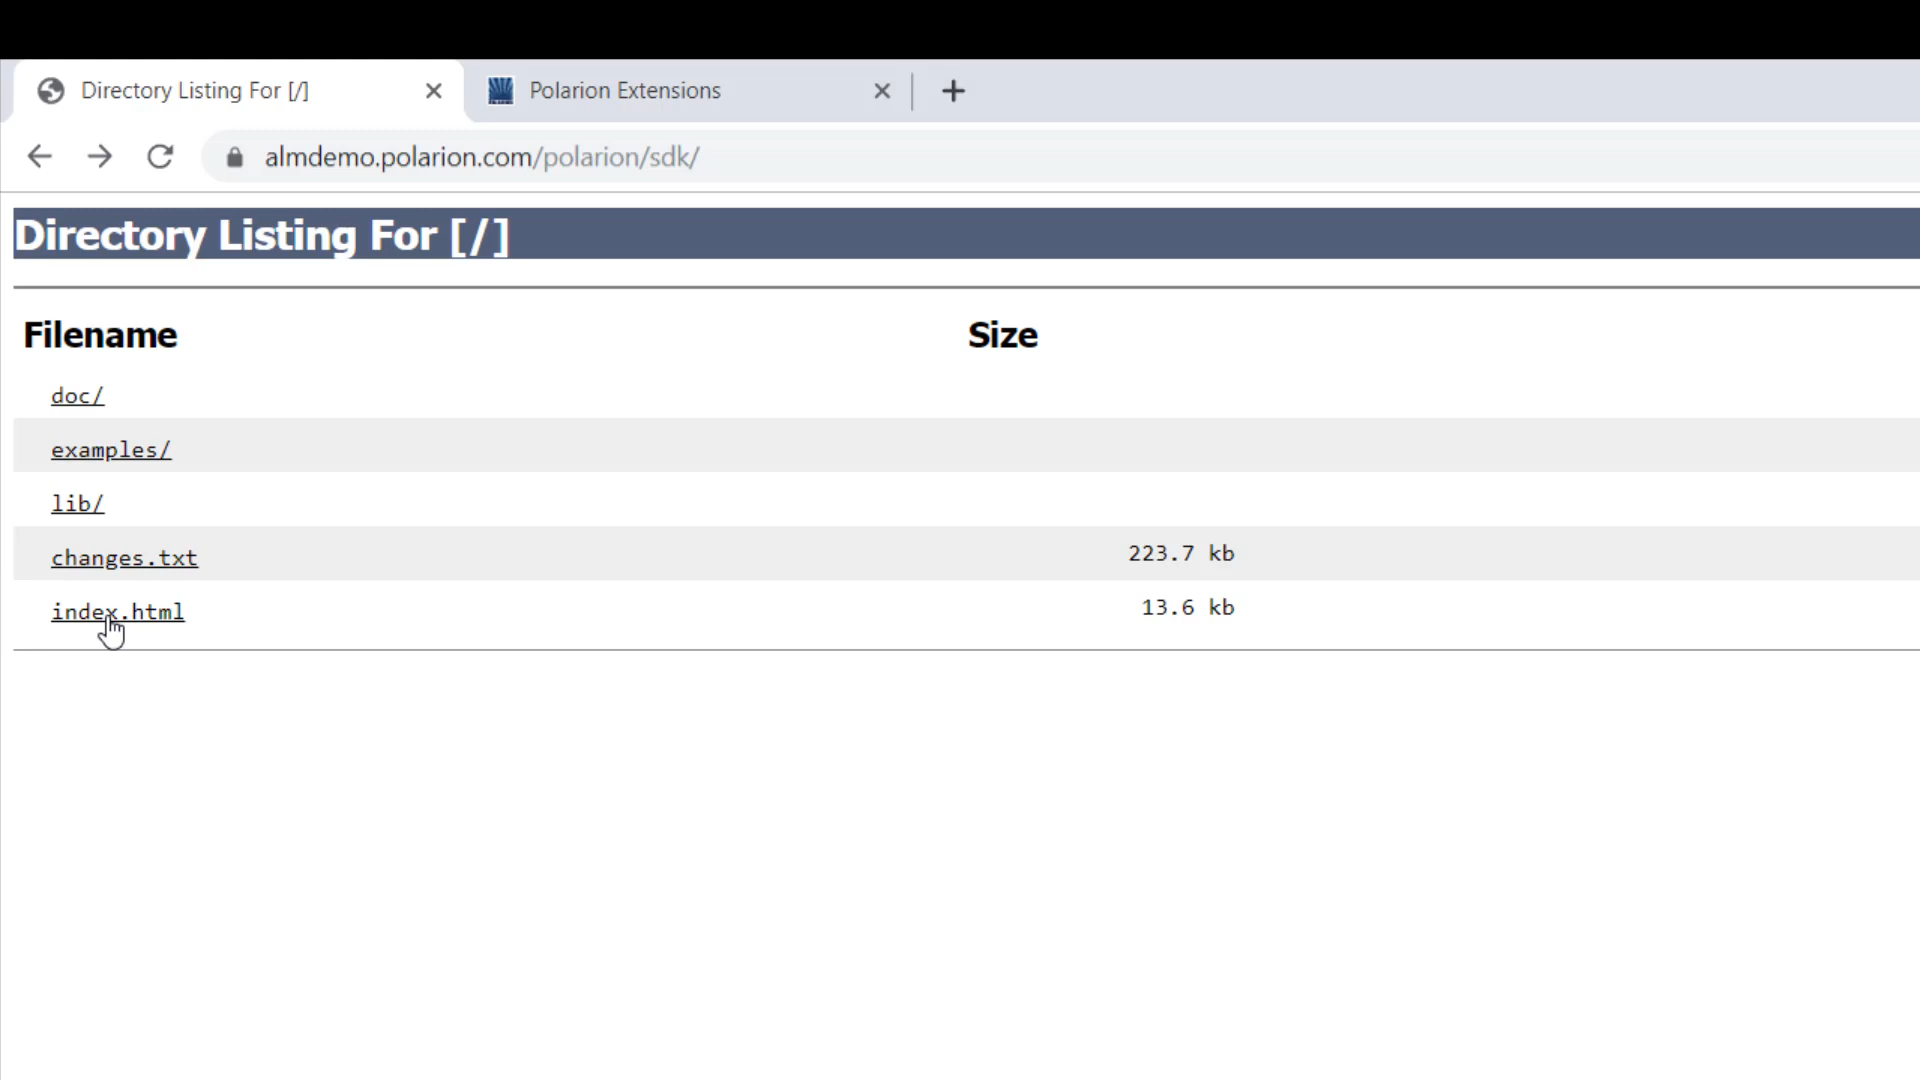 Directory Listing For [/]
Polarion Extensions
almdemo.polarion.com/polarion/sdk/
Directory Listing For [/]
Filename Size
doc/
examples/
lib/
changes.txt 223.7 kb
index.html 13.6 kb